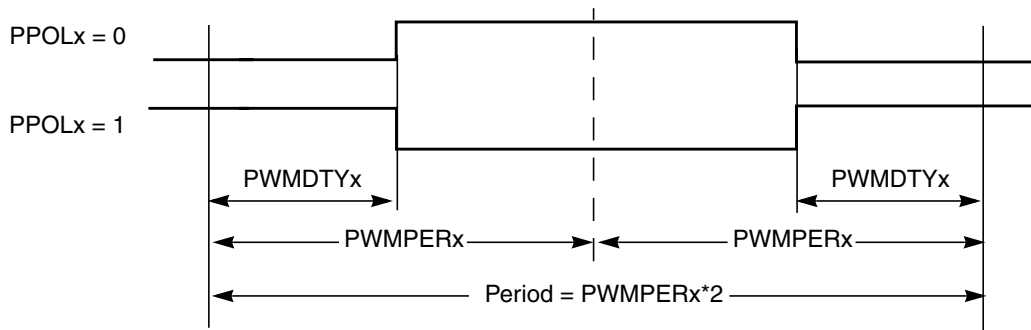 PPOLx = 0
PPOLx = 1
PWMDTYx
PWMDTYx
PWMPERx
PWMPERx
Period = PWMPERx*2